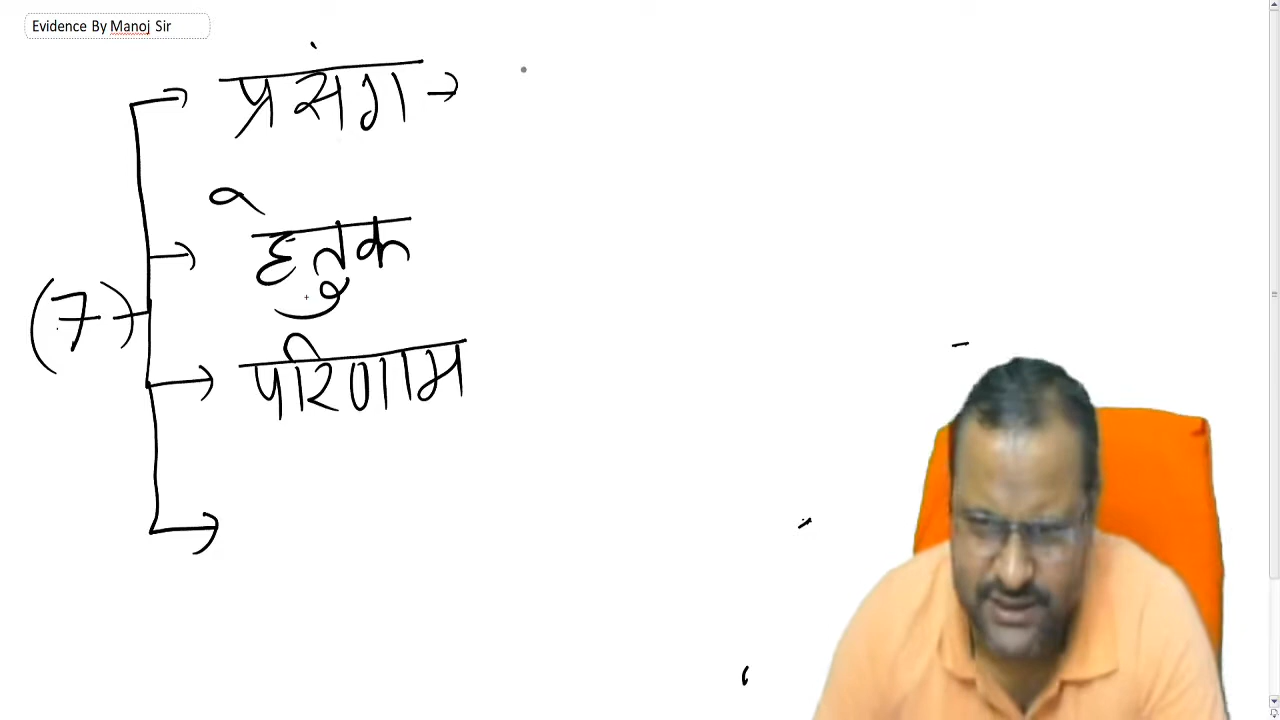 Evidence By Manoj Sir
प्रसंग →
हेतुक
(7)
परिणाम